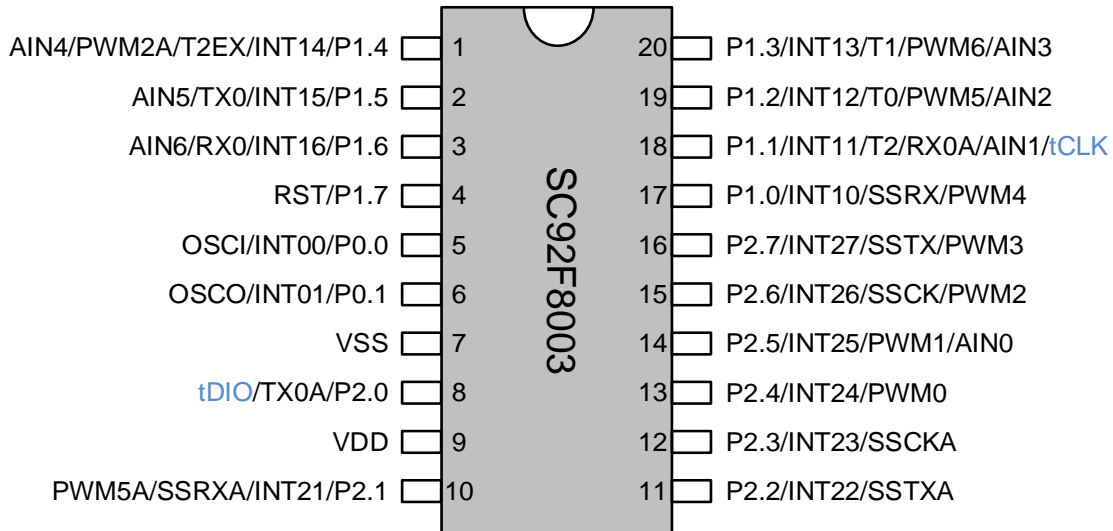 AIN4/PWM2A/T2EX/INT14/P1.4 1 20 P1.3/INT13/T1/PWM6/AIN3
AIN5/TX0/INT15/P1.5 2 19 P1.2/INT12/T0/PWM5/AIN2
AIN6/RX0/INT16/P1.6 3 18 P1.1/INT11/T2/RX0A/AIN1/tCLK
RST/P1.7 4 17 P1.0/INT10/SSRX/PWM4
OSCI/INT00/P0.0 5 16 P2.7/INT27/SSTX/PWM3
OSCO/INT01/P0.1 6 15 P2.6/INT26/SSCK/PWM2
VSS 7 14 P2.5/INT25/PWM1/AIN0
tDIO/TX0A/P2.0 8 13 P2.4/INT24/PWM0
VDD 9 12 P2.3/INT23/SSCKA
PWM5A/SSRXA/INT21/P2.1 10 11 P2.2/INT22/SSTXA
SC92F8003